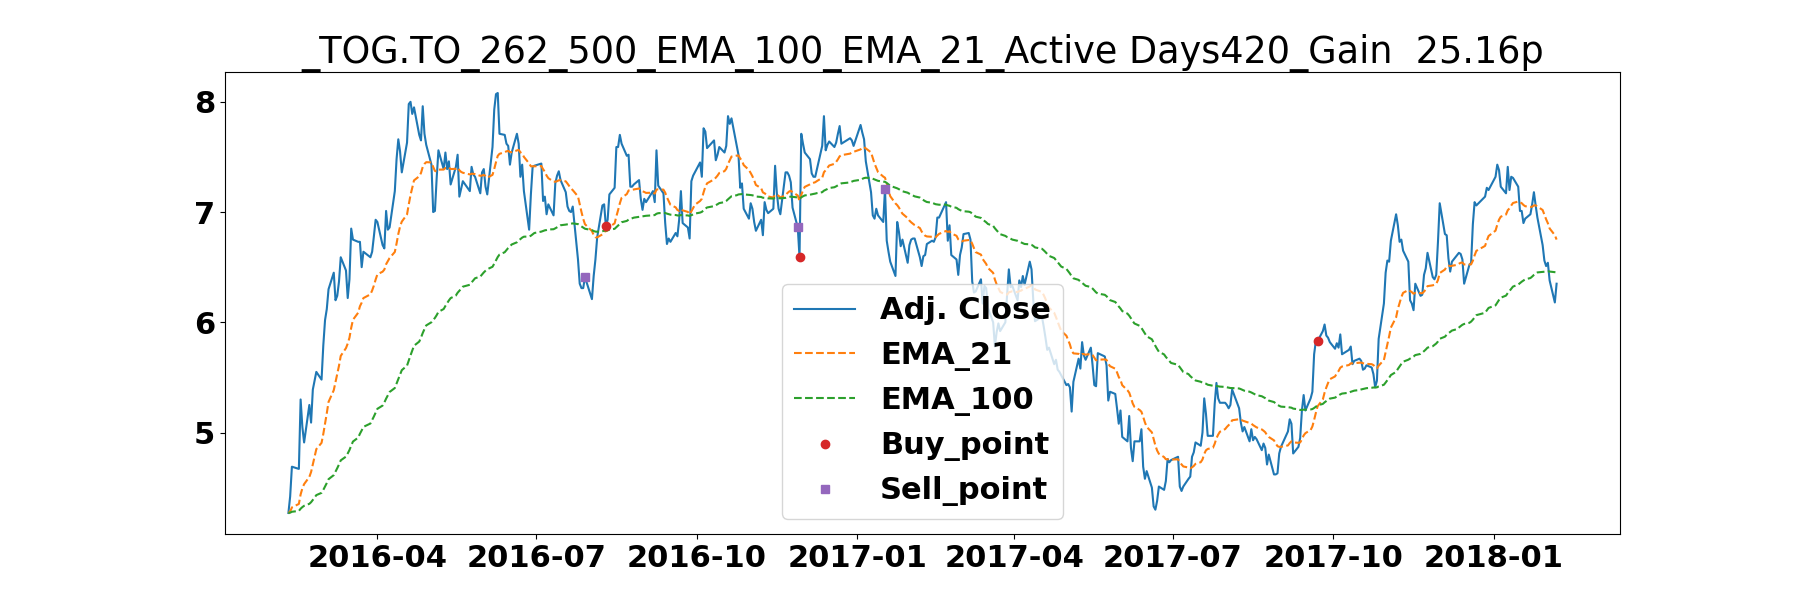 _TOG.TO_262_500_EMA_100_EMA_21_Active Days420_Gain  25.16p
8
7
6
5
Adj. Close
EMA_21
EMA_100
Buy_point
Sell_point
2016-04 2016-07 2016-10 2017-01 2017-04 2017-07 2017-10 2018-01